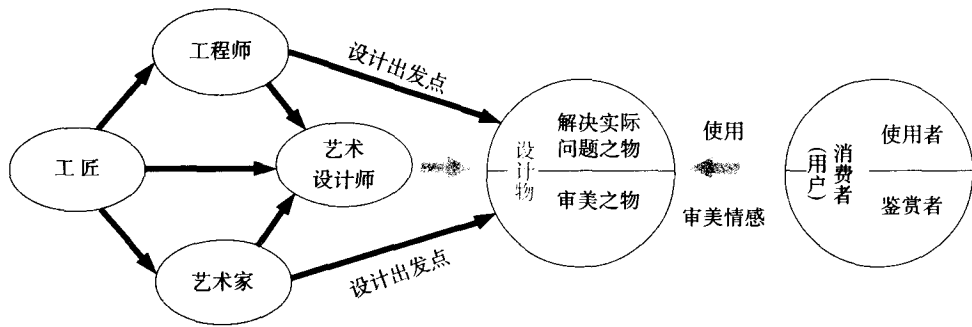 工程师
设计出发点
工匠
艺术
设计师
设计物
解决实际
问题之物
审美之物
使用
审美情感
消费者
(用户)
使用者
鉴赏者
艺术家
设计出发点